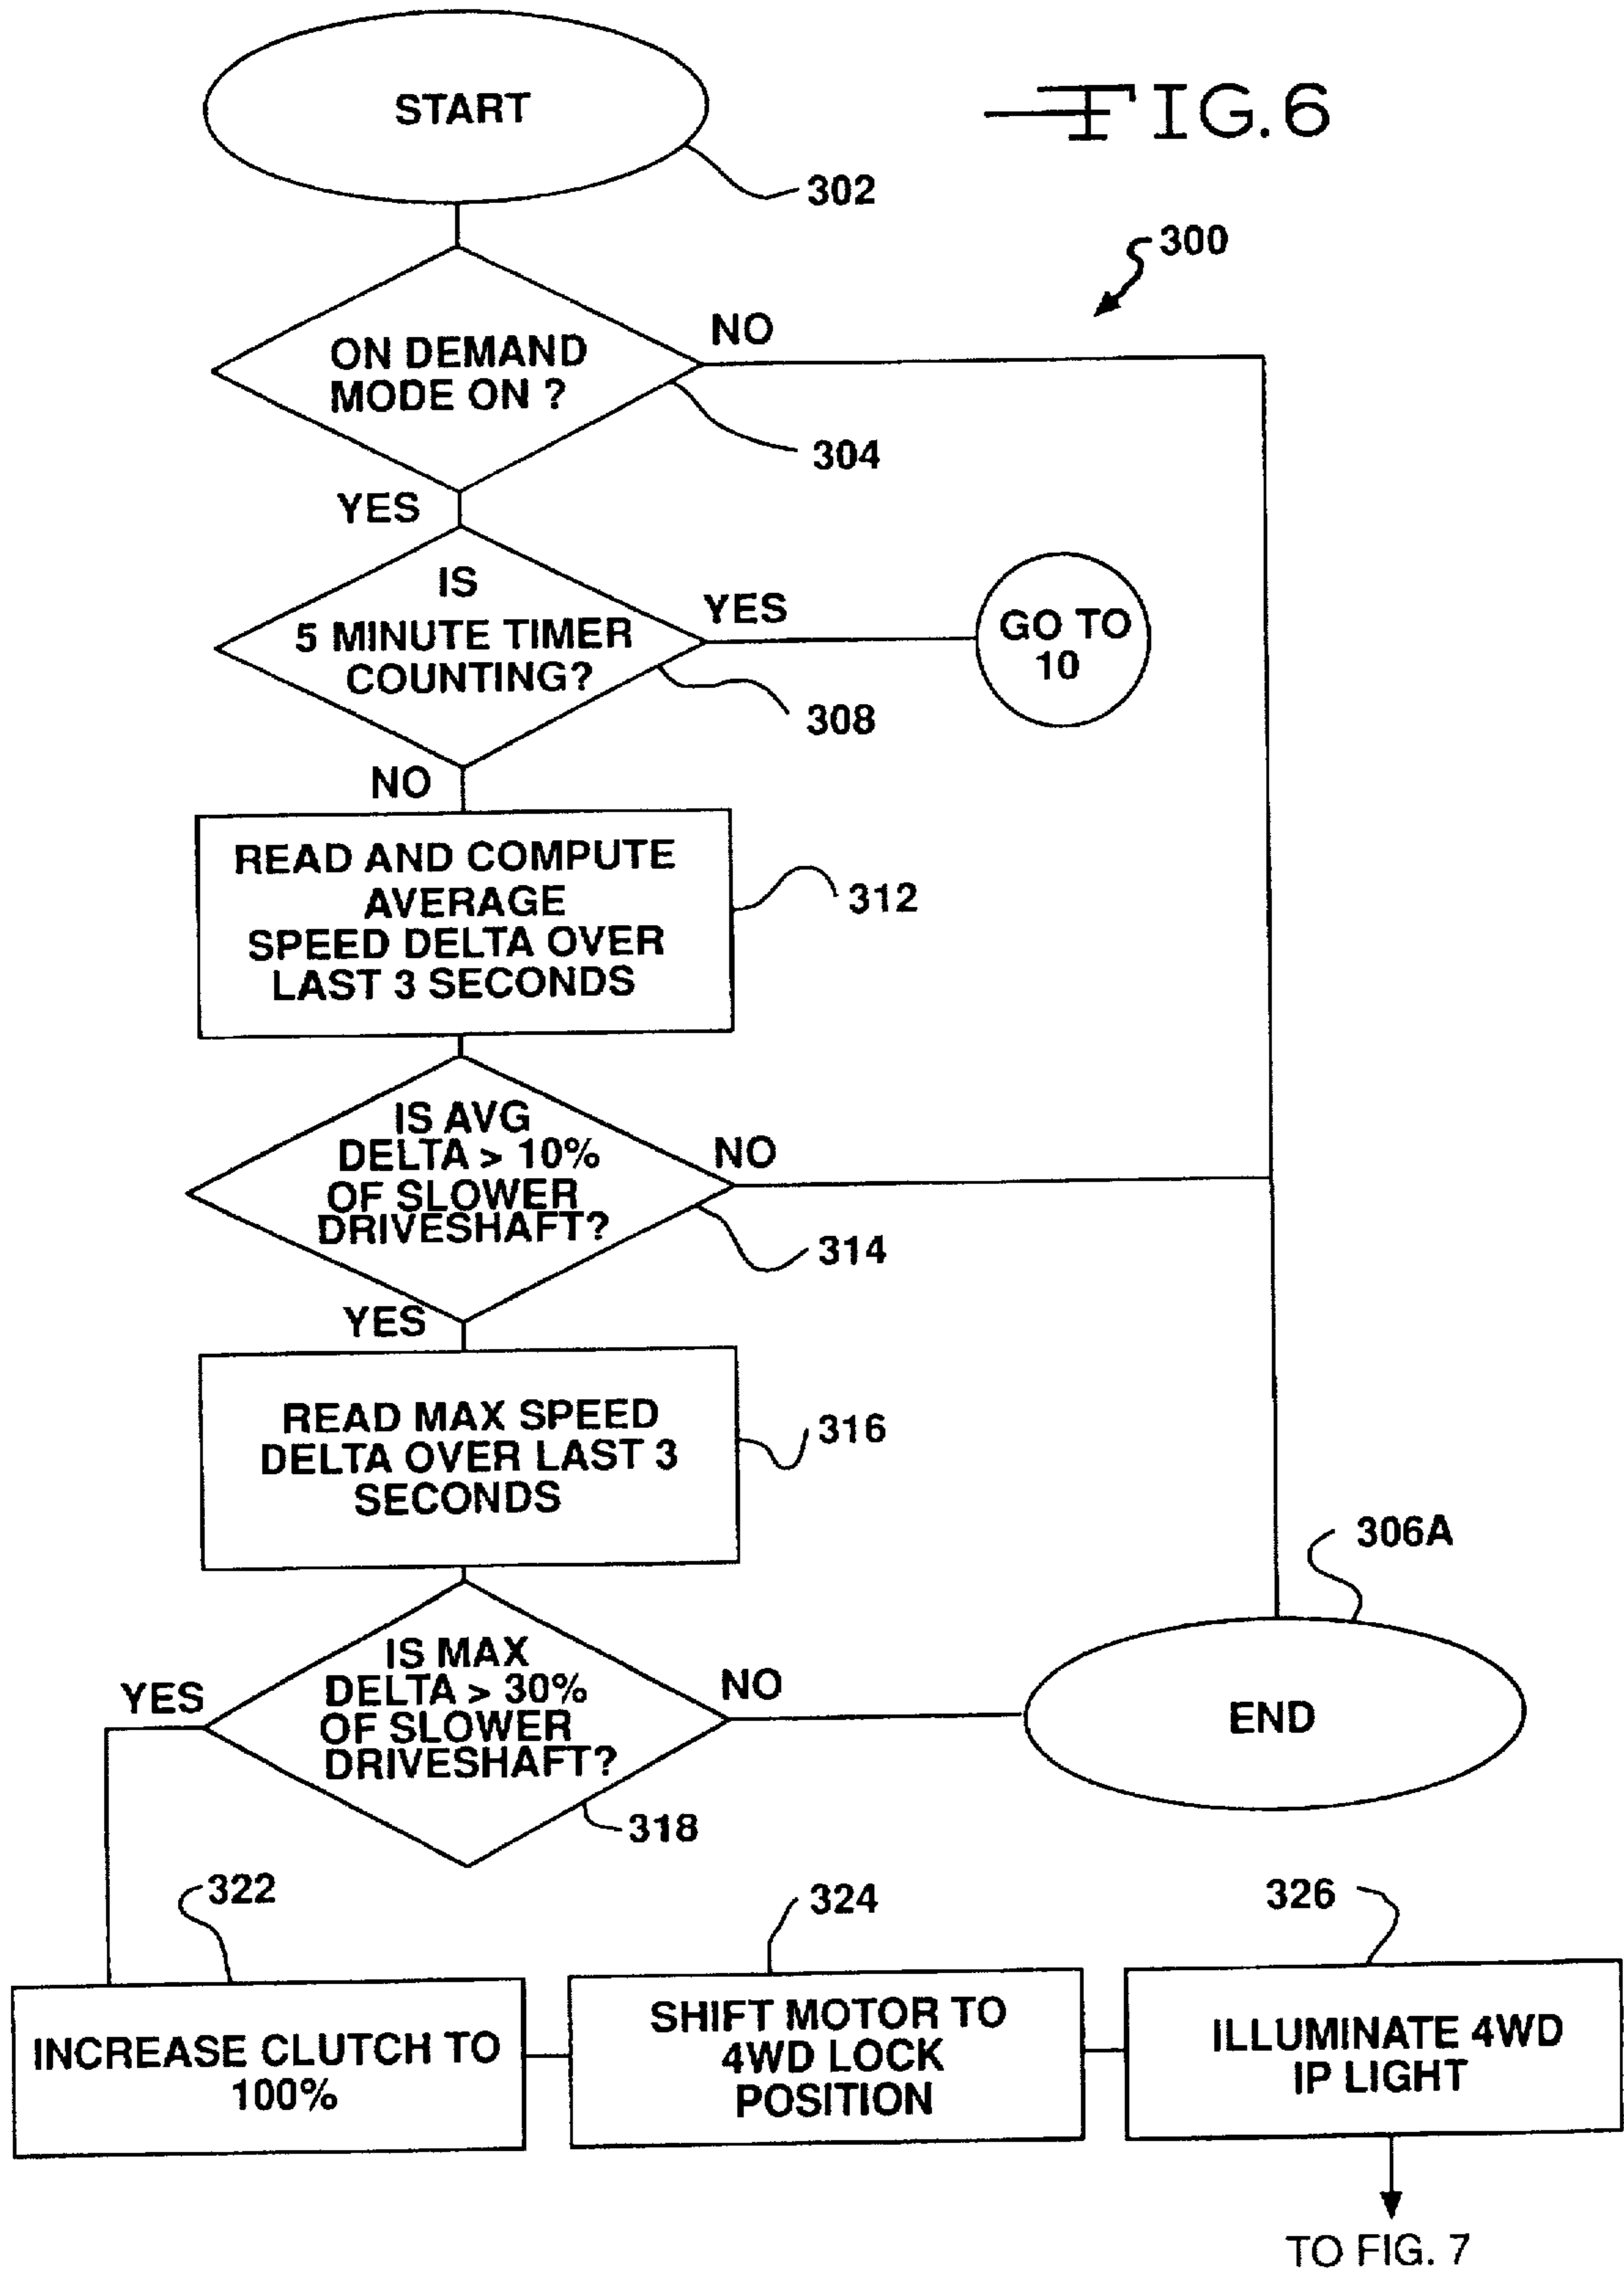 START
FIG. 6
302
300
ON DEMAND
MODE ON ?
NO
304
YES
IS
5 MINUTE TIMER
COUNTING?
YES
GO TO
10
308
NO
READ AND COMPUTE
AVERAGE
SPEED DELTA OVER
LAST 3 SECONDS
312
IS AVG
DELTA > 10%
OF SLOWER
DRIVESHAFT?
NO
314
YES
READ MAX SPEED
DELTA OVER LAST 3
SECONDS
316
306A
IS MAX
DELTA > 30%
OF SLOWER
DRIVESHAFT?
YES
NO
END
318
322
324
326
INCREASE CLUTCH TO
100%
SHIFT MOTOR TO
4WD LOCK
POSITION
ILLUMINATE 4WD
IP LIGHT
TO FIG. 7